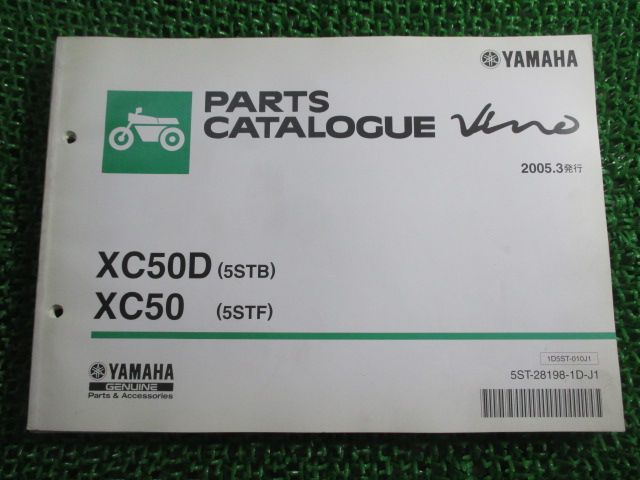 YAMAHA
PARTS
CATALOGUE Vino
2005.3発行
XC50D (5STB)
XC50 (5STF)
1D5ST-010J1
5ST-28198-1D-J1
YAMAHA
GENUINE
Parts & Accessories